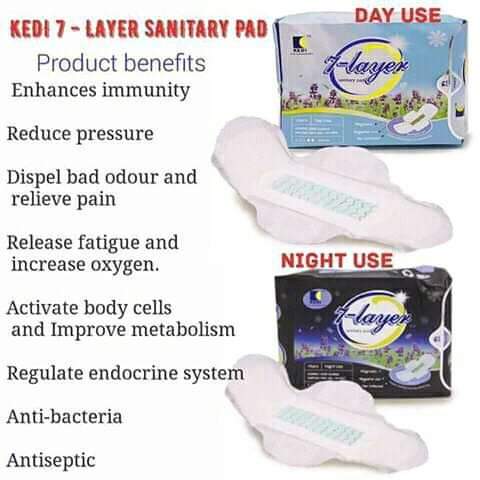 KEDI 7 - LAYER SANITARY PAD
DAY USE
Product benefits
Enhances immunity
Reduce pressure
Dispel bad odour and
relieve pain
Release fatigue and
increase oxygen.
Activate body cells
and Improve metabolism
Regulate endocrine system
Anti-bacteria
Antiseptic
KEDI
7-layer
NIGHT USE
7-layer